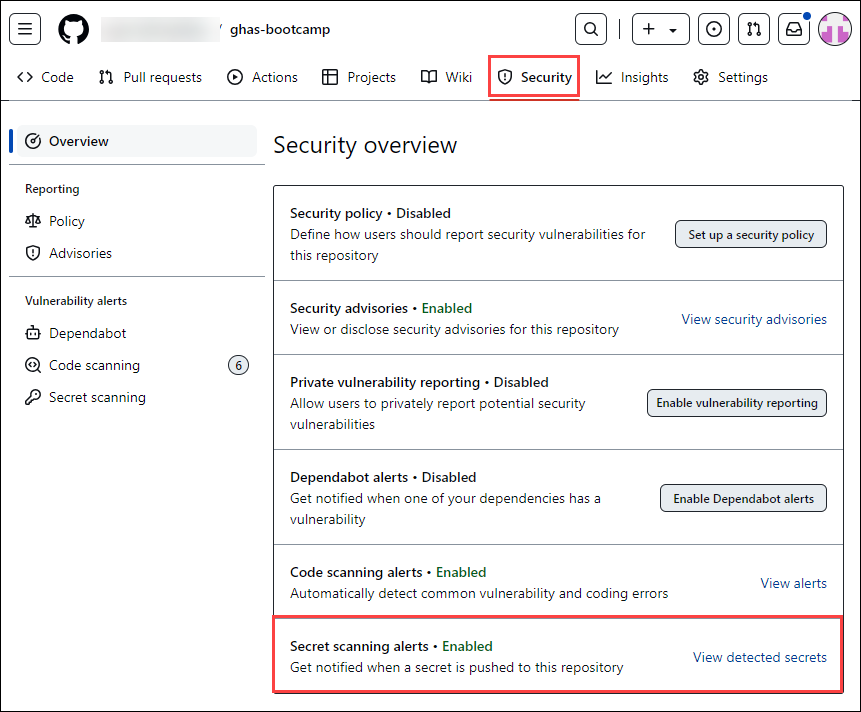 / ghas-bootcamp
Code Pull requests Actions Projects Wiki Security Insights Settings
Overview
Reporting
Policy
Advisories
Vulnerability alerts
Dependabot
Code scanning 6
Secret scanning
Security overview
Security policy • Disabled
Define how users should report security vulnerabilities for
this repository
Set up a security policy
Security advisories • Enabled
View or disclose security advisories for this repository
View security advisories
Private vulnerability reporting • Disabled
Allow users to privately report potential security
vulnerabilities
Enable vulnerability reporting
Dependabot alerts • Disabled
Get notified when one of your dependencies has a
vulnerability
Enable Dependabot alerts
Code scanning alerts • Enabled
Automatically detect common vulnerability and coding errors
View alerts
Secret scanning alerts • Enabled
Get notified when a secret is pushed to this repository
View detected secrets